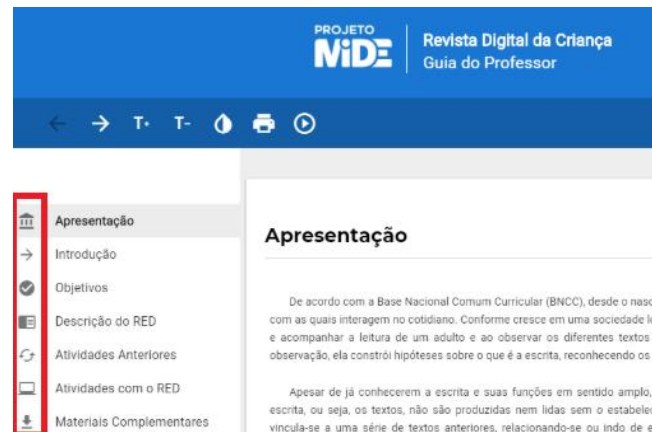 PROJETO
MiDE
Revista Digital da Criança
Guia do Professor
T+ T-
Apresentação
Introdução
Objetivos
Descrição do RED
Atividades Anteriores
Atividades com o RED
Materiais Complementares
Apresentação
De acordo com a Base Nacional Comum Curricular (BNCC), desde o
com as quais interagem no cotidiano. Conforme cresce em uma sociedade
e acompanhar a leitura de um adulto e ao observar os diferentes textos
observação, ela constrói hipóteses sobre o que é a escrita, reconhecendo os
Apesar de já conhecerem a escrita e suas funções em sentido amplo,
escrita, ou seja, os textos, não são produzidas nem lidas sem o
vincula-se a uma série de textos anteriores, relacionando-se ou indo de